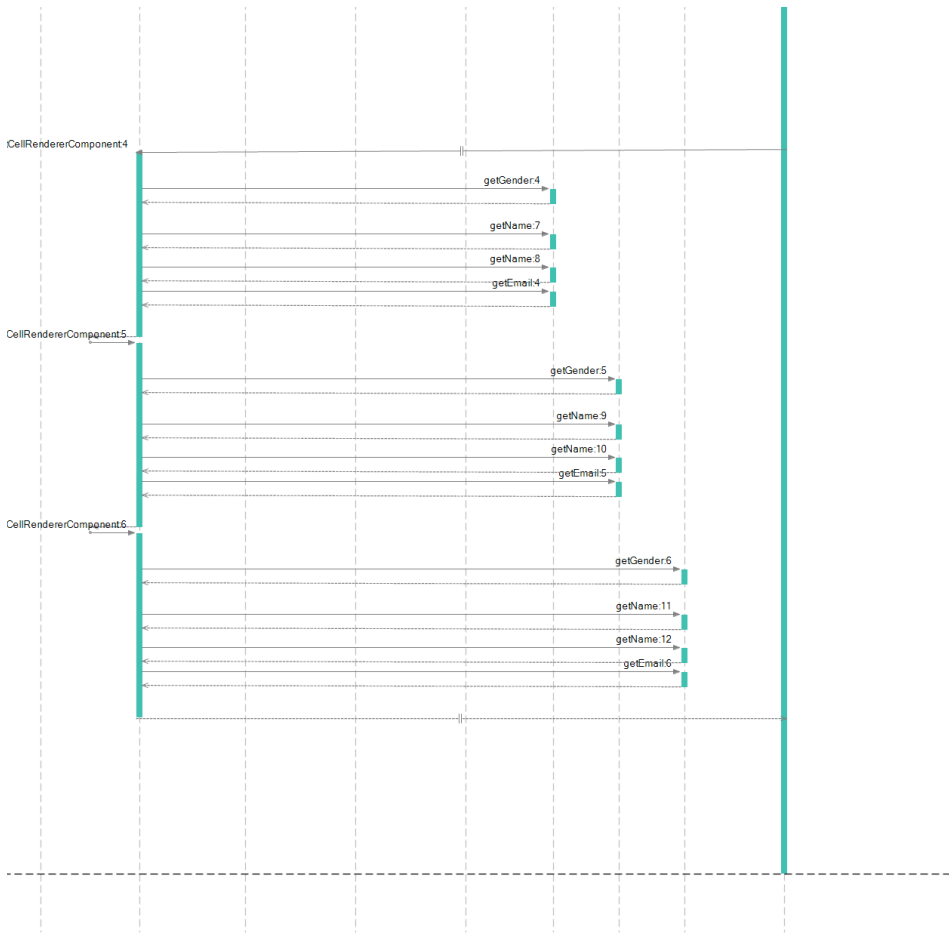 :CellRendererComponent:4
getGender:4
getName:7
getName:8
getEmail:4
CellRendererComponent:5
getGender:5
getName:9
getName:10
getEmail:5
CellRendererComponent:6
getGender:6
getName:11
getName:12
getEmail:6